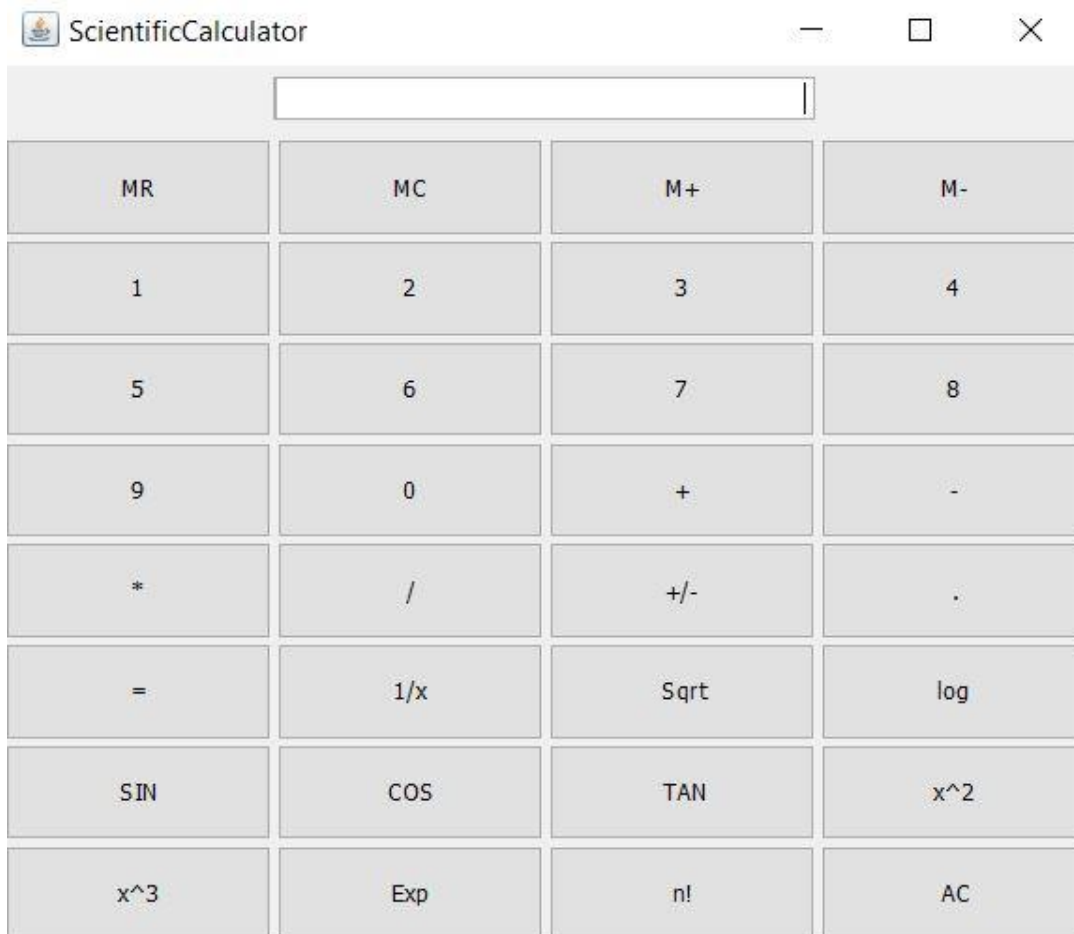 ScientificCalculator
MR MC M+ M-
1 2 3 4
5 6 7 8
9 0 + -
* / +/- .
= 1/x Sqrt log
SIN COS TAN x^2
x^3 Exp n! AC